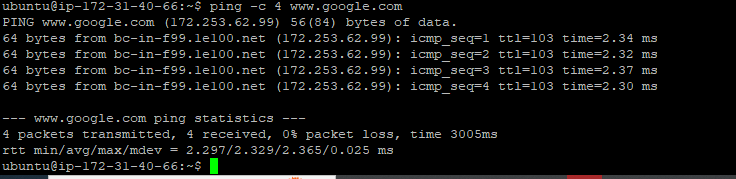 ubuntu@ip-172-31-40-66:~$ ping -c 4 www.google.com
PING www.google.com (172.253.62.99) 56(84) bytes of data.
64 bytes from bc-in-f99.1e100.net (172.253.62.99): icmp_seq=1 ttl=103 time=2.34 ms
64 bytes from bc-in-f99.1e100.net (172.253.62.99): icmp_seq=2 ttl=103 time=2.32 ms
64 bytes from bc-in-f99.1e100.net (172.253.62.99): icmp_seq=3 ttl=103 time=2.37 ms
64 bytes from bc-in-f99.1e100.net (172.253.62.99): icmp_seq=4 ttl=103 time=2.30 ms

--- www.google.com ping statistics ---
4 packets transmitted, 4 received, 0% packet loss, time 3005ms
rtt min/avg/max/mdev = 2.297/2.329/2.365/0.025 ms
ubuntu@ip-172-31-40-66:~$